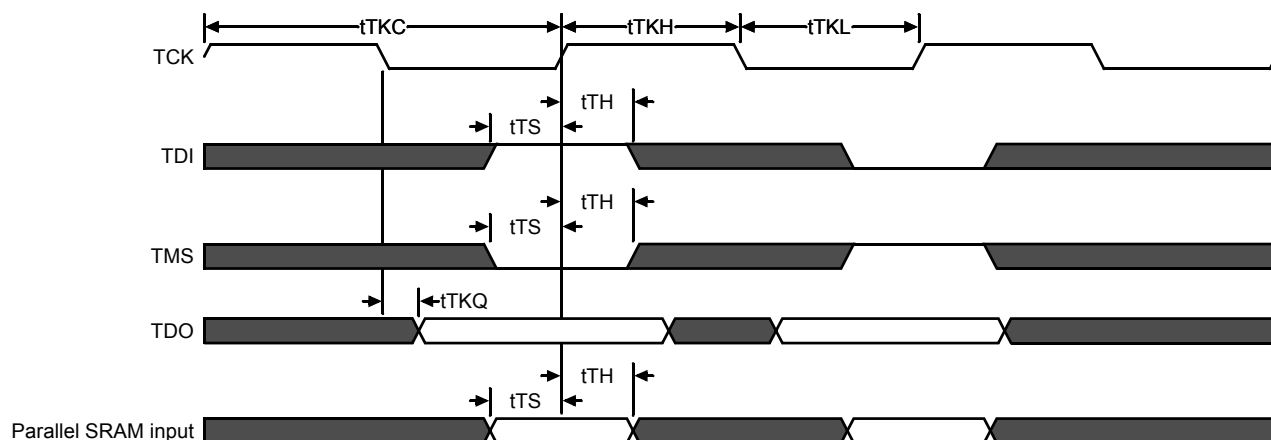 tTKC tTKH tTKL
TCK
tTH
tTS
TDI
tTH
tTS
TMS
tTKQ
TDO
tTH
tTS
Parallel SRAM input